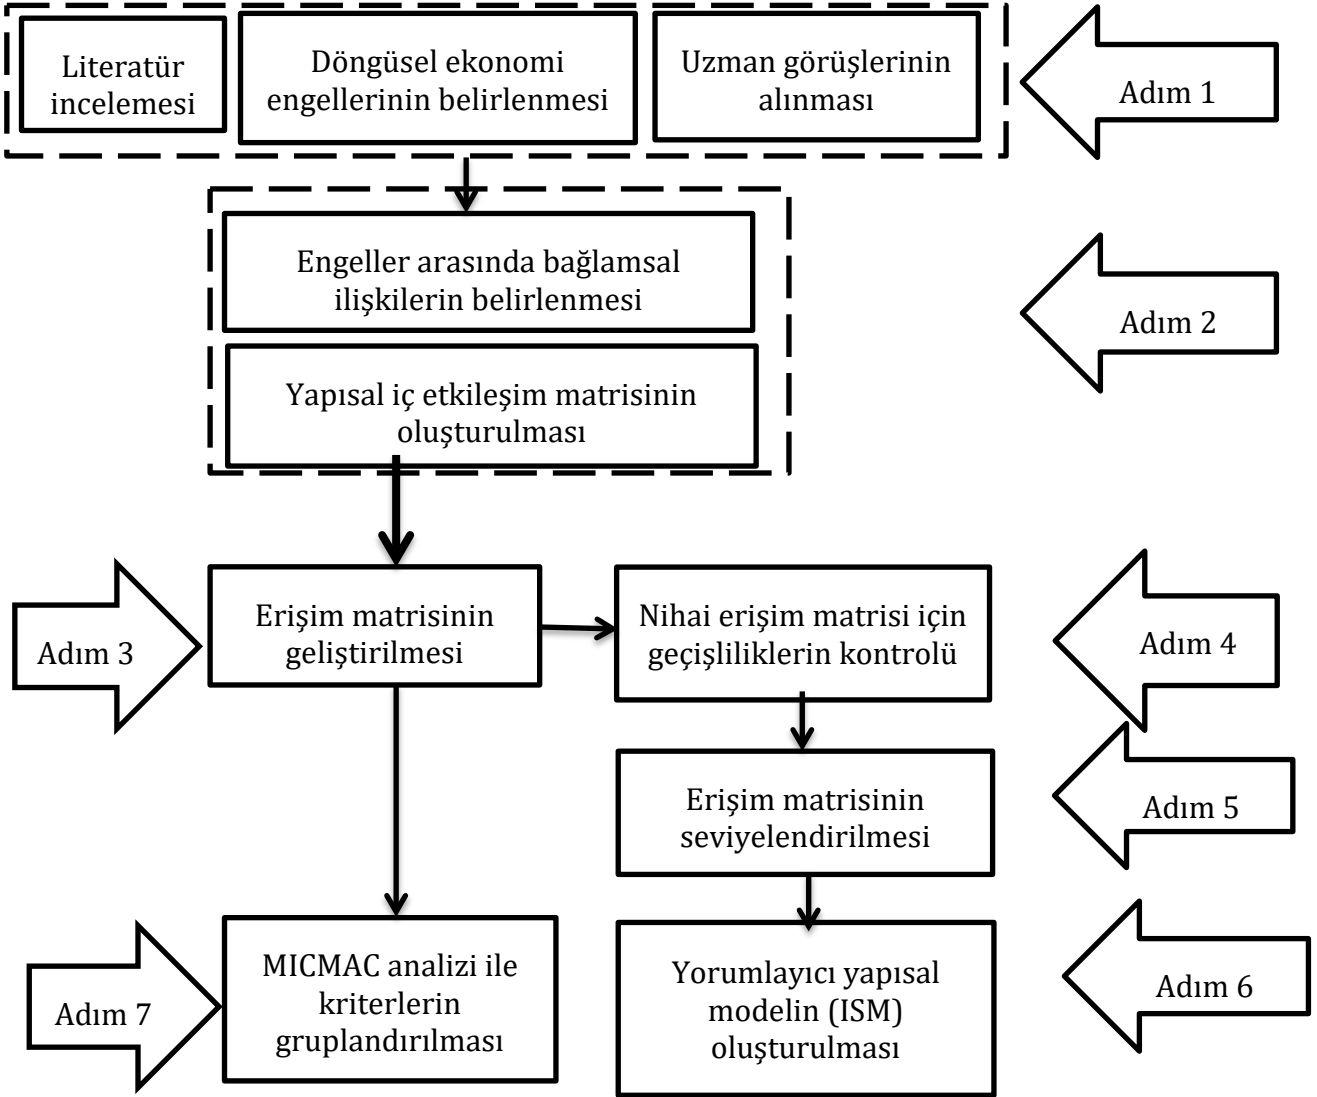 Literatür
incelemesi
Döngüsel ekonomi
engellerinin belirlenmesi
Uzman görüşlerinin
alınması
Adım 1
Engeller arasında bağlamsal
ilişkilerin belirlenmesi
Adım 2
Yapısal iç etkileşim matrisinin
oluşturulması
Adım 3
Erişim matrisinin
geliştirilmesi
Nihai erişim matrisi için
geçişliliklerin kontrolü
Adım 4
Erişim matrisinin
seviyelendirilmesi
Adım 5
Adım 7
MICMAC analizi ile
kriterlerin
gruplandırılması
Yorumlayıcı yapısal
modelin (ISM)
oluşturulması
Adım 6